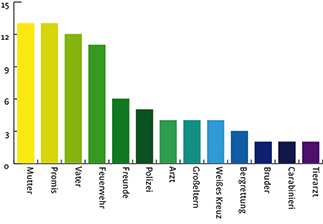 15
12
9
6
3
0
Mutter
Promis
Vater
Feuerwehr
Freunde
Polizei
Arzt
Großeltern
Weißes Kreuz
Bergrettung
Bruder
Carabinieri
Tierarzt